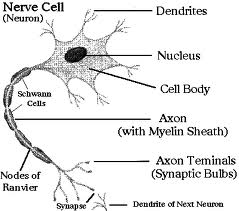 Nerve Cell
(Neuron)
Dendrites
Nucleus
Cell Body
Schwann
Cells
Axon
(with Myelin Sheath)
Axon Teminals
(Synaptic Bulbs)
Nodes of
Ranvier
Synapse
Dendrite of Next Neuron